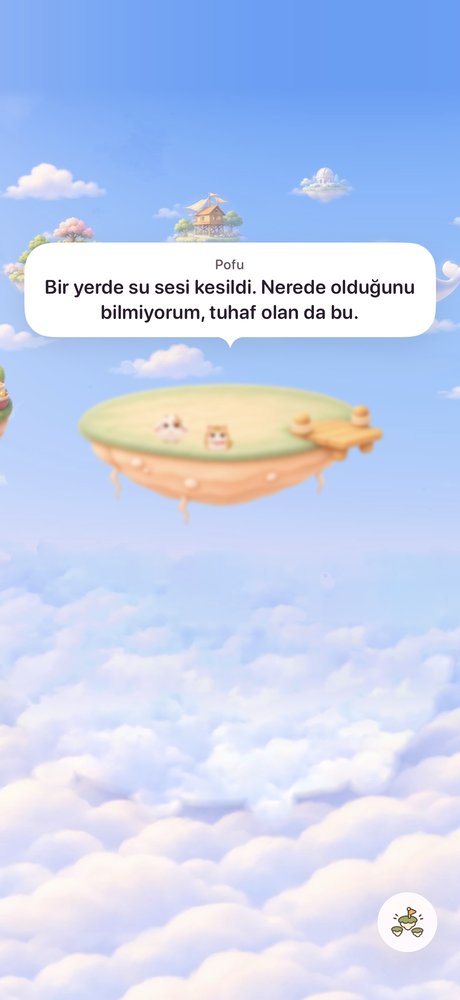 Pofu
Bir yerde su sesi kesildi. Nerede olduğunu
bilmiyorum, tuhaf olan da bu.